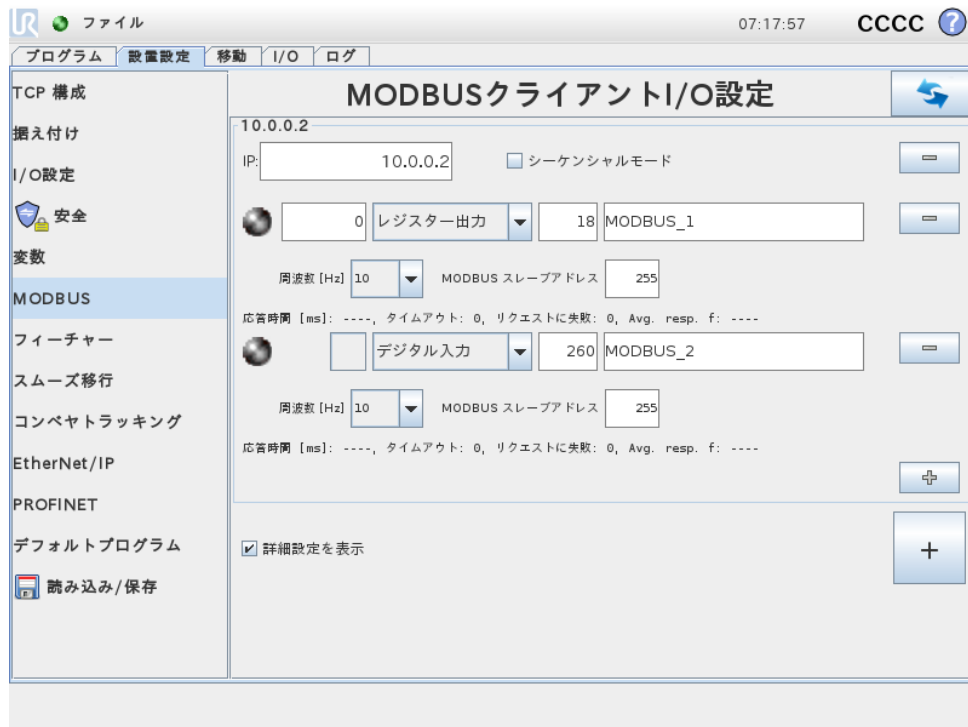 UR ファイル 07:17:57 CCCC ?
プログラム 設置設定 移動 I/O ログ
TCP 構成
据え付け
I/O設定
安全
変数
MODBUS
フィーチャー
スムーズ移行
コンベヤトラッキング
EtherNet/IP
PROFINET
デフォルトプログラム
読み込み/保存
MODBUSクライアントI/O設定
10.0.0.2
IP: 10.0.0.2 シーケンシャルモード
0 レジスター出力 18 MODBUS_1
周波数 [Hz] 10 MODBUS スレーブアドレス 255
応答時間 [ms]: ----, タイムアウト: 0, リクエストに失敗: 0, Avg. resp. f: ----
デジタル入力 260 MODBUS_2
周波数 [Hz] 10 MODBUS スレーブアドレス 255
応答時間 [ms]: ----, タイムアウト: 0, リクエストに失敗: 0, Avg. resp. f: ----
詳細設定を表示